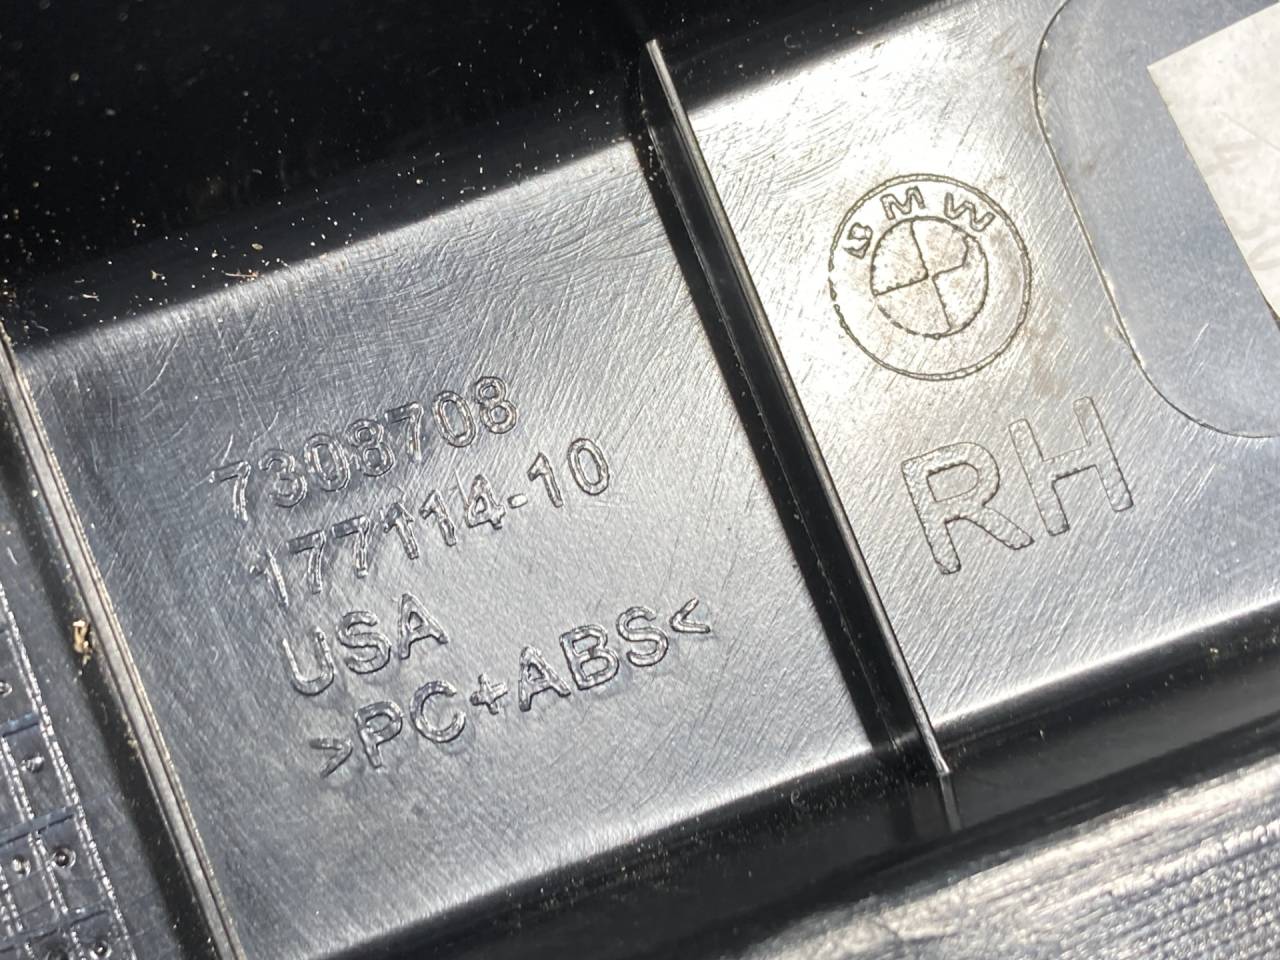 7308708
177114-10
USA
>PC+ABS<
BMW
RH